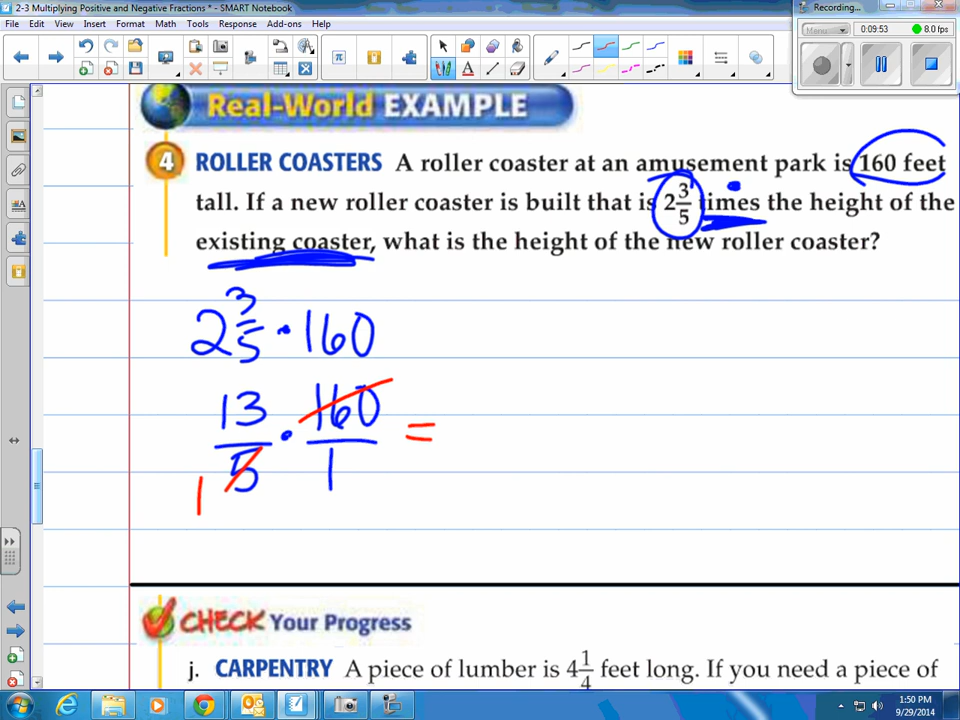 2-3 Multiplying Positive and Negative Fractions * - SMART Notebook
Recording...
File Edit View Insert Format Math Tools Response Add-ons Help
Menu
0:09:53 8.0 fps
Real-World EXAMPLE
4 ROLLER COASTERS A roller coaster at an amusement park is 160 feet
tall. If a new roller coaster is built that is 2 3/5 times the height of the
existing coaster, what is the height of the new roller coaster?
2 3/5 · 160
13/5 · 160/1 =
1
CHECK Your Progress
j. CARPENTRY A piece of lumber is 4 1/4 feet long. If you need a piece of
1:50 PM
9/29/2014